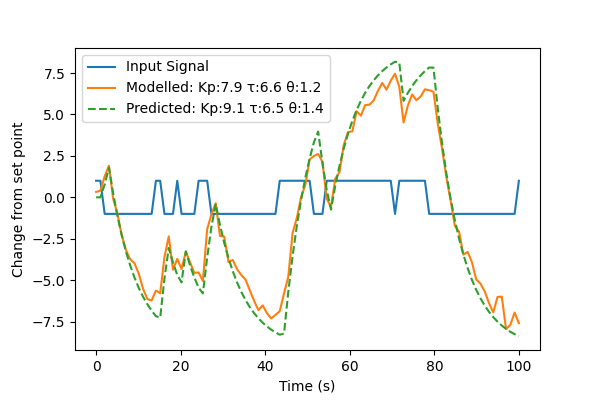 Input Signal
Modelled: Kp:7.9 τ:6.6 θ:1.2
Predicted: Kp:9.1 τ:6.5 θ:1.4
Change from set point
7.5
5.0
2.5
0.0
−2.5
−5.0
−7.5
0 20 40 60 80 100
Time (s)